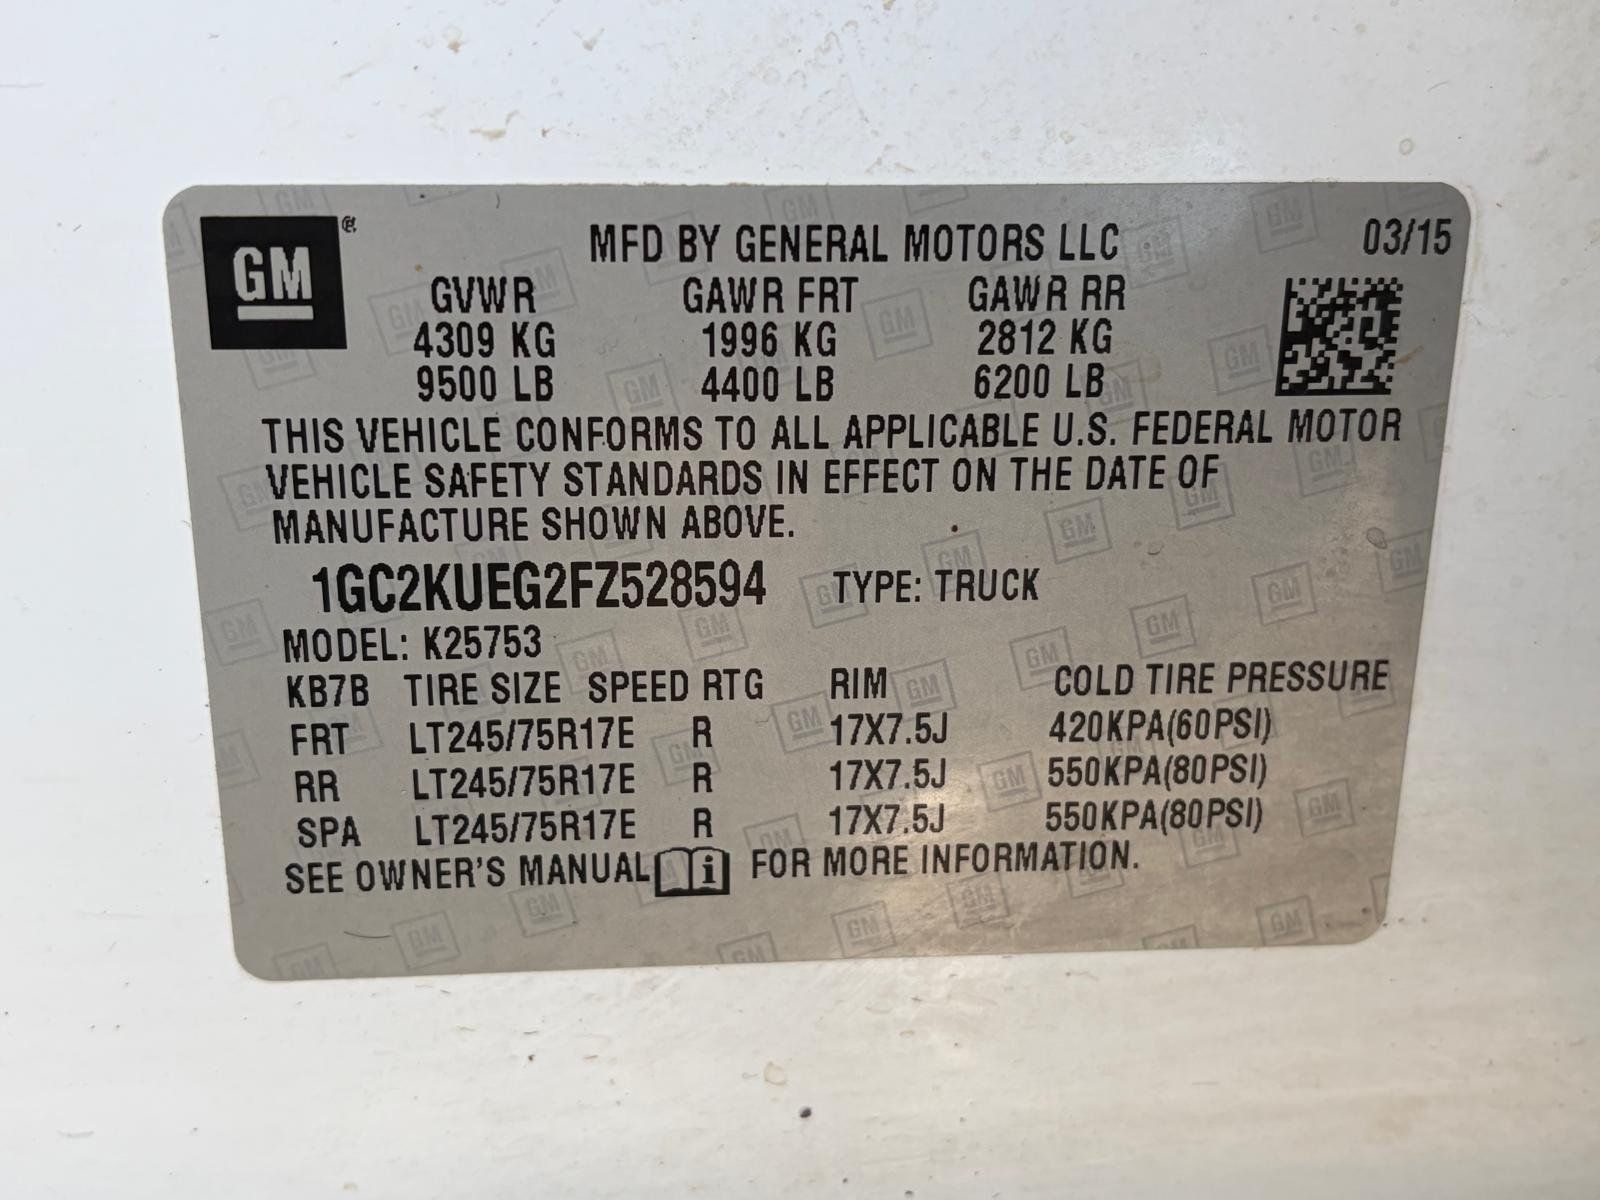 GM
MFD BY GENERAL MOTORS LLC 03/15
GVWR GAWR FRT GAWR RR
4309 KG 1996 KG 2812 KG
9500 LB 4400 LB 6200 LB
THIS VEHICLE CONFORMS TO ALL APPLICABLE U.S. FEDERAL MOTOR
VEHICLE SAFETY STANDARDS IN EFFECT ON THE DATE OF
MANUFACTURE SHOWN ABOVE.
1GC2KUEG2FZ528594 TYPE: TRUCK
MODEL: K25753
KB7B TIRE SIZE SPEED RTG RIM COLD TIRE PRESSURE
FRT LT245/75R17E R 17X7.5J 420KPA(60PSI)
RR LT245/75R17E R 17X7.5J 550KPA(80PSI)
SPA LT245/75R17E R 17X7.5J 550KPA(80PSI)
SEE OWNER'S MANUAL i FOR MORE INFORMATION.